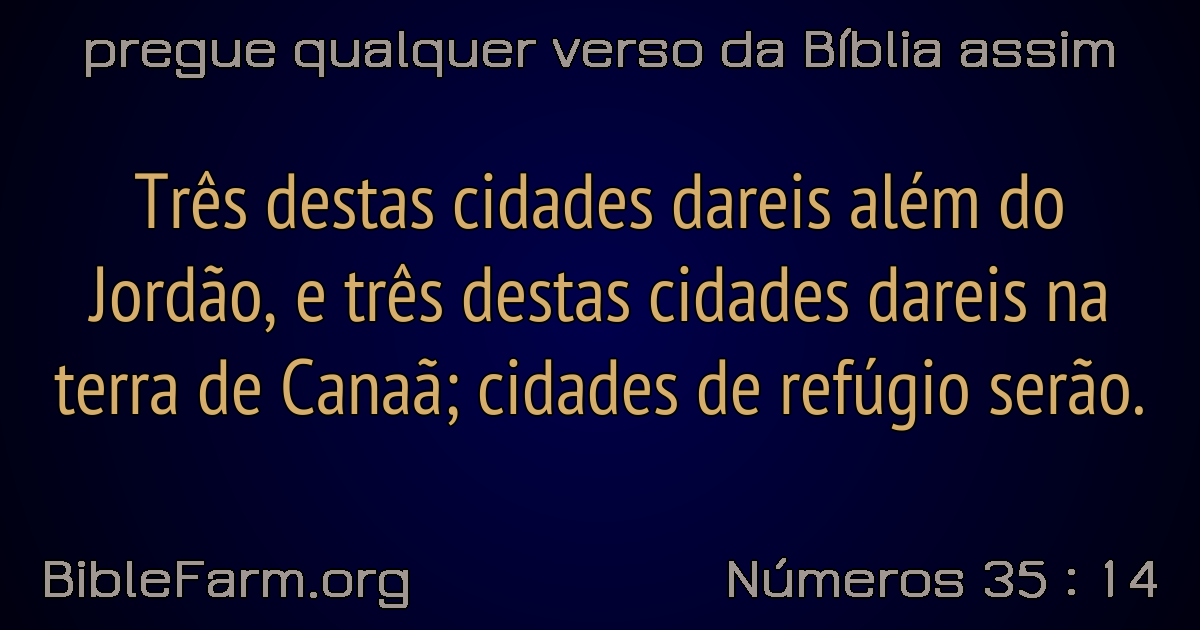 pregue qualquer verso da Bíblia assim
Três destas cidades dareis além do
Jordão, e três destas cidades dareis na
terra de Canaã; cidades de refúgio serão.
BibleFarm.org
Números 35 : 14